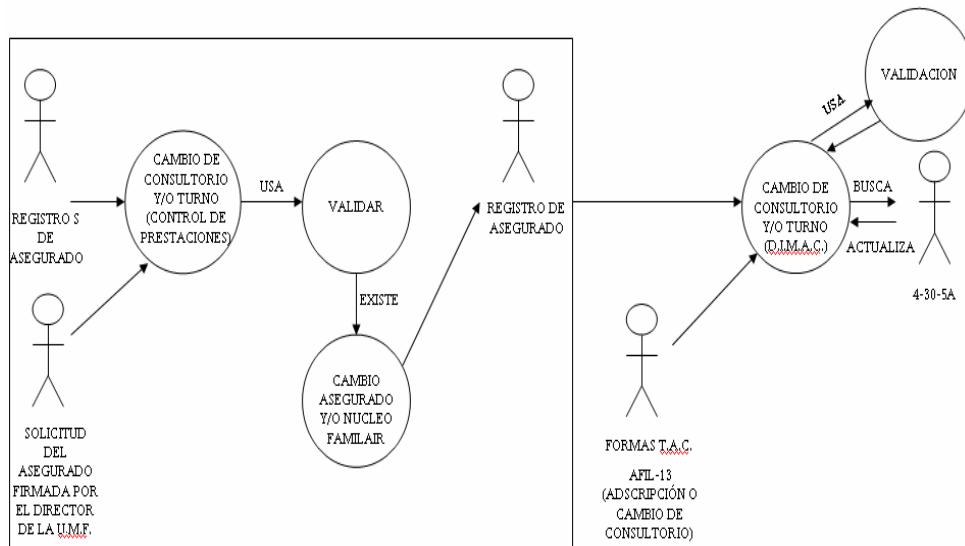 REGISTRO S
DE
ASEGURADO
SOLICITUD
DEL
ASEGURADO
FIRMADA POR
EL DIRECTOR
DE LA U.M.F.
CAMBIO DE
CONSULTORIO
Y/O TURNO
(CONTROL DE
PRESTACIONES)
USA
VALIDAR
EXISTE
CAMBIO
ASEGURADO
Y/O NUCLEO
FAMILAIR
REGISTRO DE
ASEGURADO
CAMBIO DE
CONSULTORIO
Y/O TURNO
(D.I.M.A.C.)
USA
VALIDACION
BUSCA
ACTUALIZA
4-30-5A
FORMAS T.A.C.
AFIL-13
(ADSCRIPCIÓN O
CAMBIO DE
CONSULTORIO)